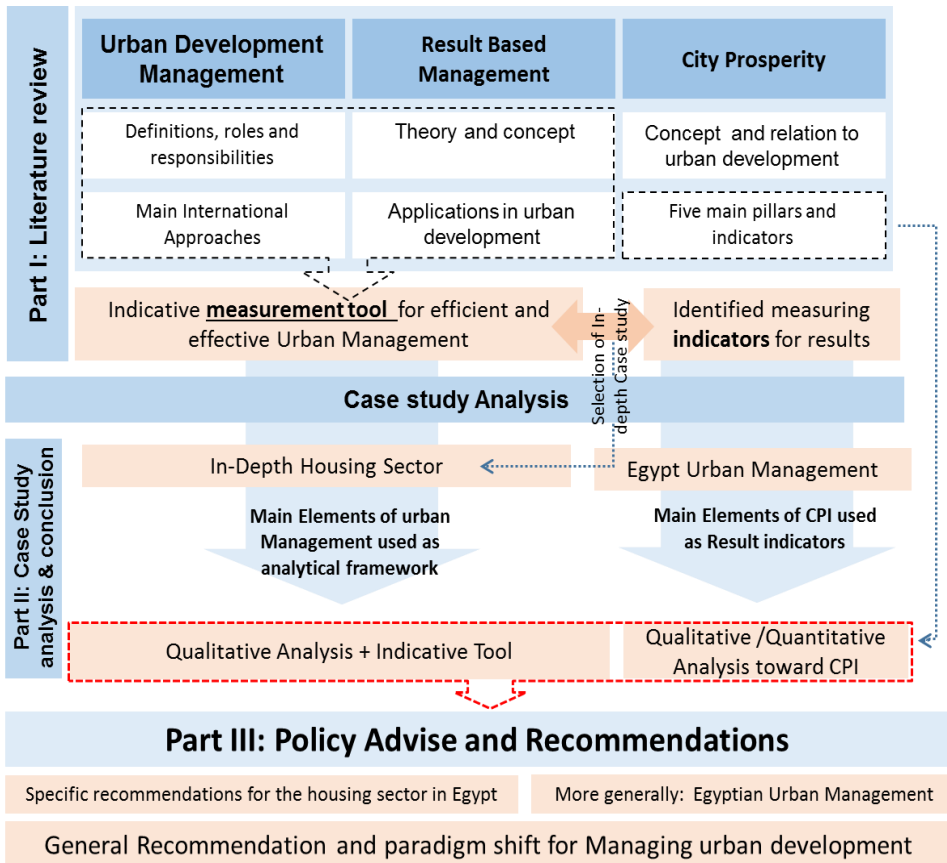 Part I: Literature review
Urban Development
Management
Result Based
Management
City Prosperity
Definitions, roles and
responsibilities
Theory and concept
Concept and relation to
urban development
Main International
Approaches
Applications in urban
development
Five main pillars and
indicators
Indicative measurement tool for efficient and
effective Urban Management
Selection of In-
depth Case study
Identified measuring
indicators for results
Case study Analysis
Part II: Case Study
analysis & conclusion
In-Depth Housing Sector
Egypt Urban Management
Main Elements of urban
Management used as
analytical framework
Main Elements of CPI used
as Result indicators
Qualitative Analysis + Indicative Tool
Qualitative /Quantitative
Analysis toward CPI
Part III: Policy Advise and Recommendations
Specific recommendations for the housing sector in Egypt
More generally: Egyptian Urban Management
General Recommendation and paradigm shift for Managing urban development